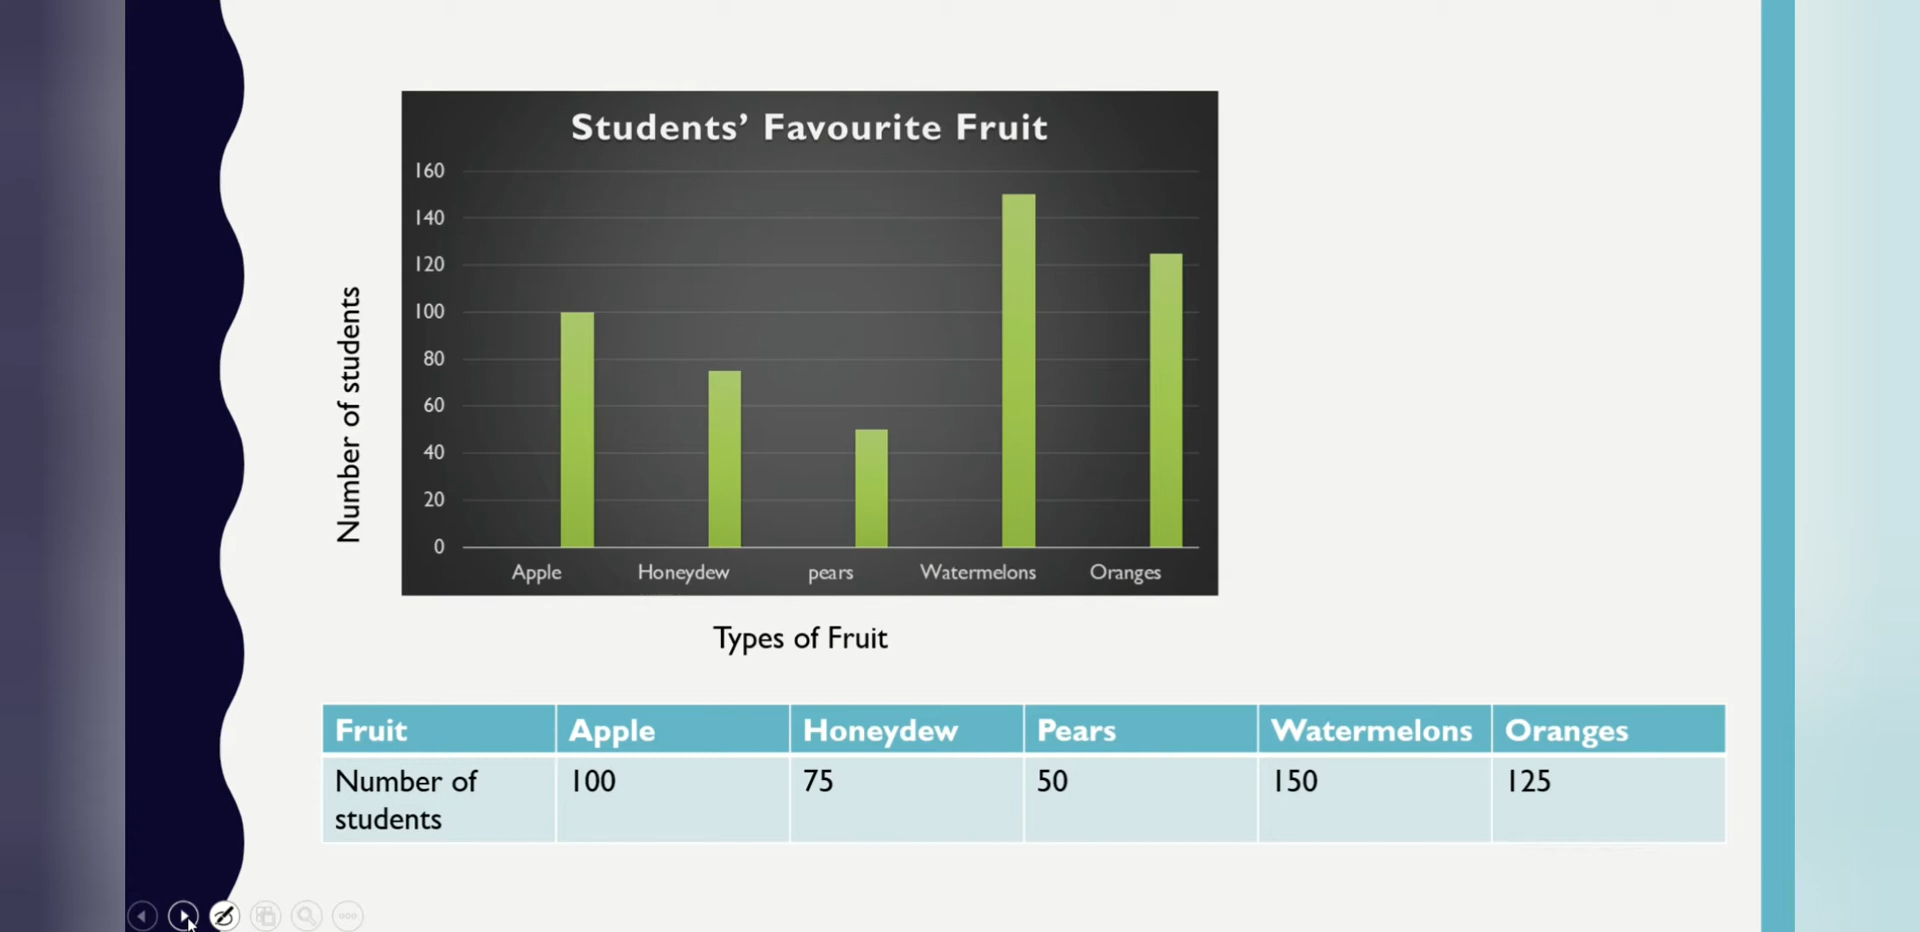 Students’ Favourite Fruit
160
140
120
100
80
60
40
20
0
Number of students
Apple Honeydew pears Watermelons Oranges
Types of Fruit
Fruit Apple Honeydew Pears Watermelons Oranges
Number of students 100 75 50 150 125